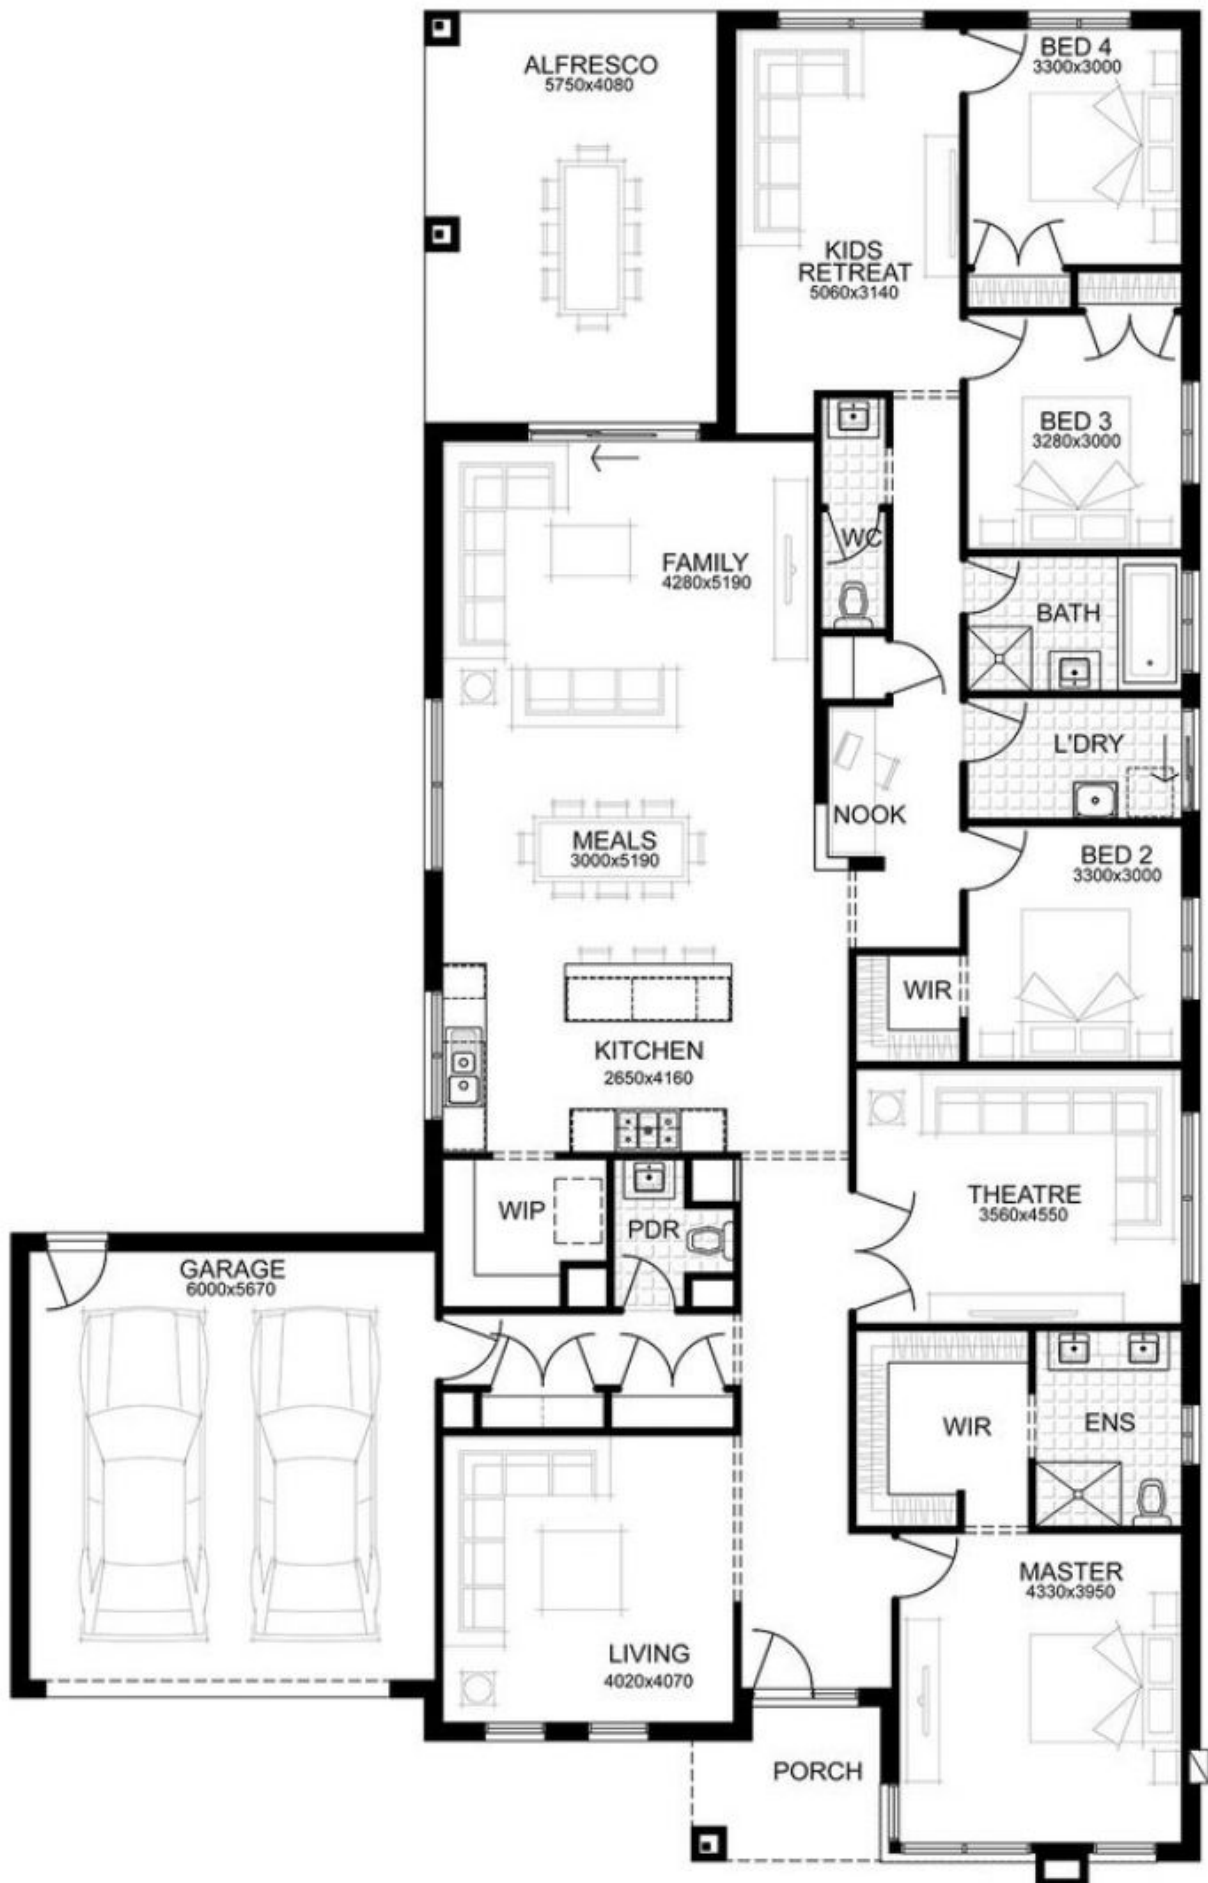 ALFRESCO
5750x4080
BED 4
3300x3000
KIDS
RETREAT
5060x3140
BED 3
3280x3000
WC
FAMILY
4280x5190
BATH
L'DRY
NOOK
MEALS
3000x5190
BED 2
3300x3000
WIR
KITCHEN
2650x4160
THEATRE
3560x4550
WIP
PDR
GARAGE
6000x5670
WIR
ENS
MASTER
4330x3950
LIVING
4020x4070
PORCH